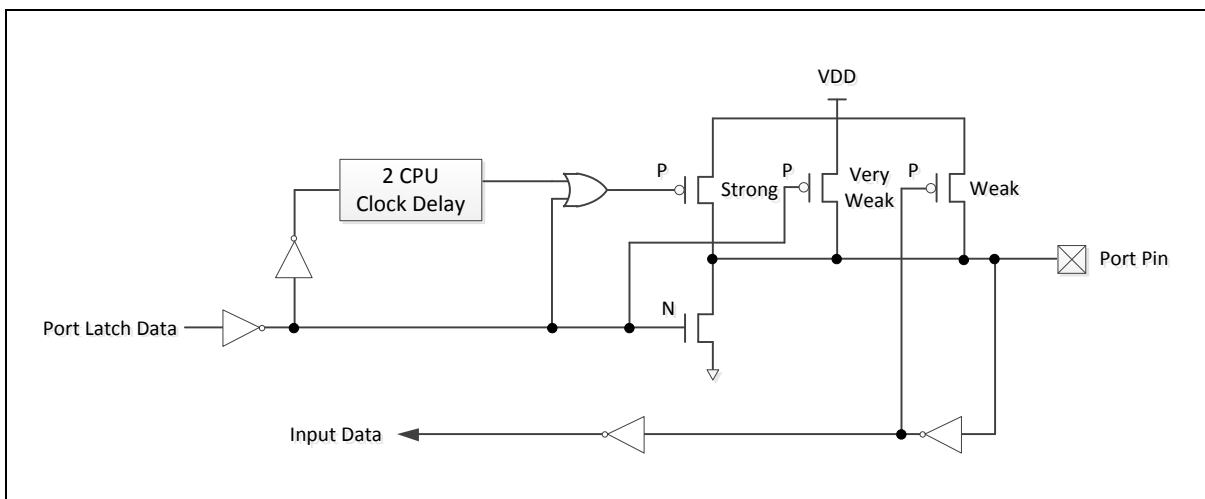 VDD
2 CPU
Clock Delay
P
Strong
P
Very
Weak
P
Weak
Port Pin
N
Port Latch Data
Input Data